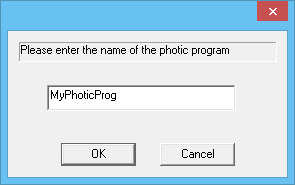 Please enter the name of the photic program
MyPhoticProg
OK
Cancel